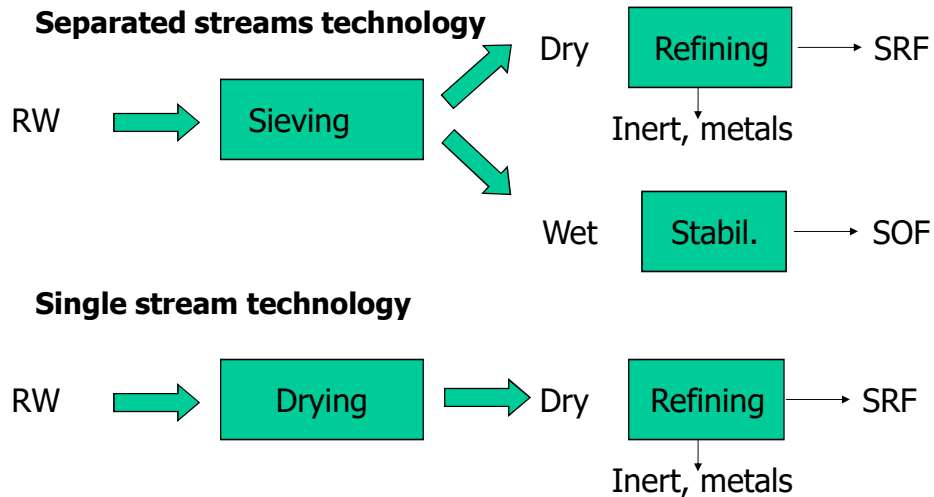 Separated streams technology
Dry Refining SRF
RW Sieving
Inert, metals
Wet Stabil. SOF
Single stream technology
RW Drying Dry Refining SRF
Inert, metals